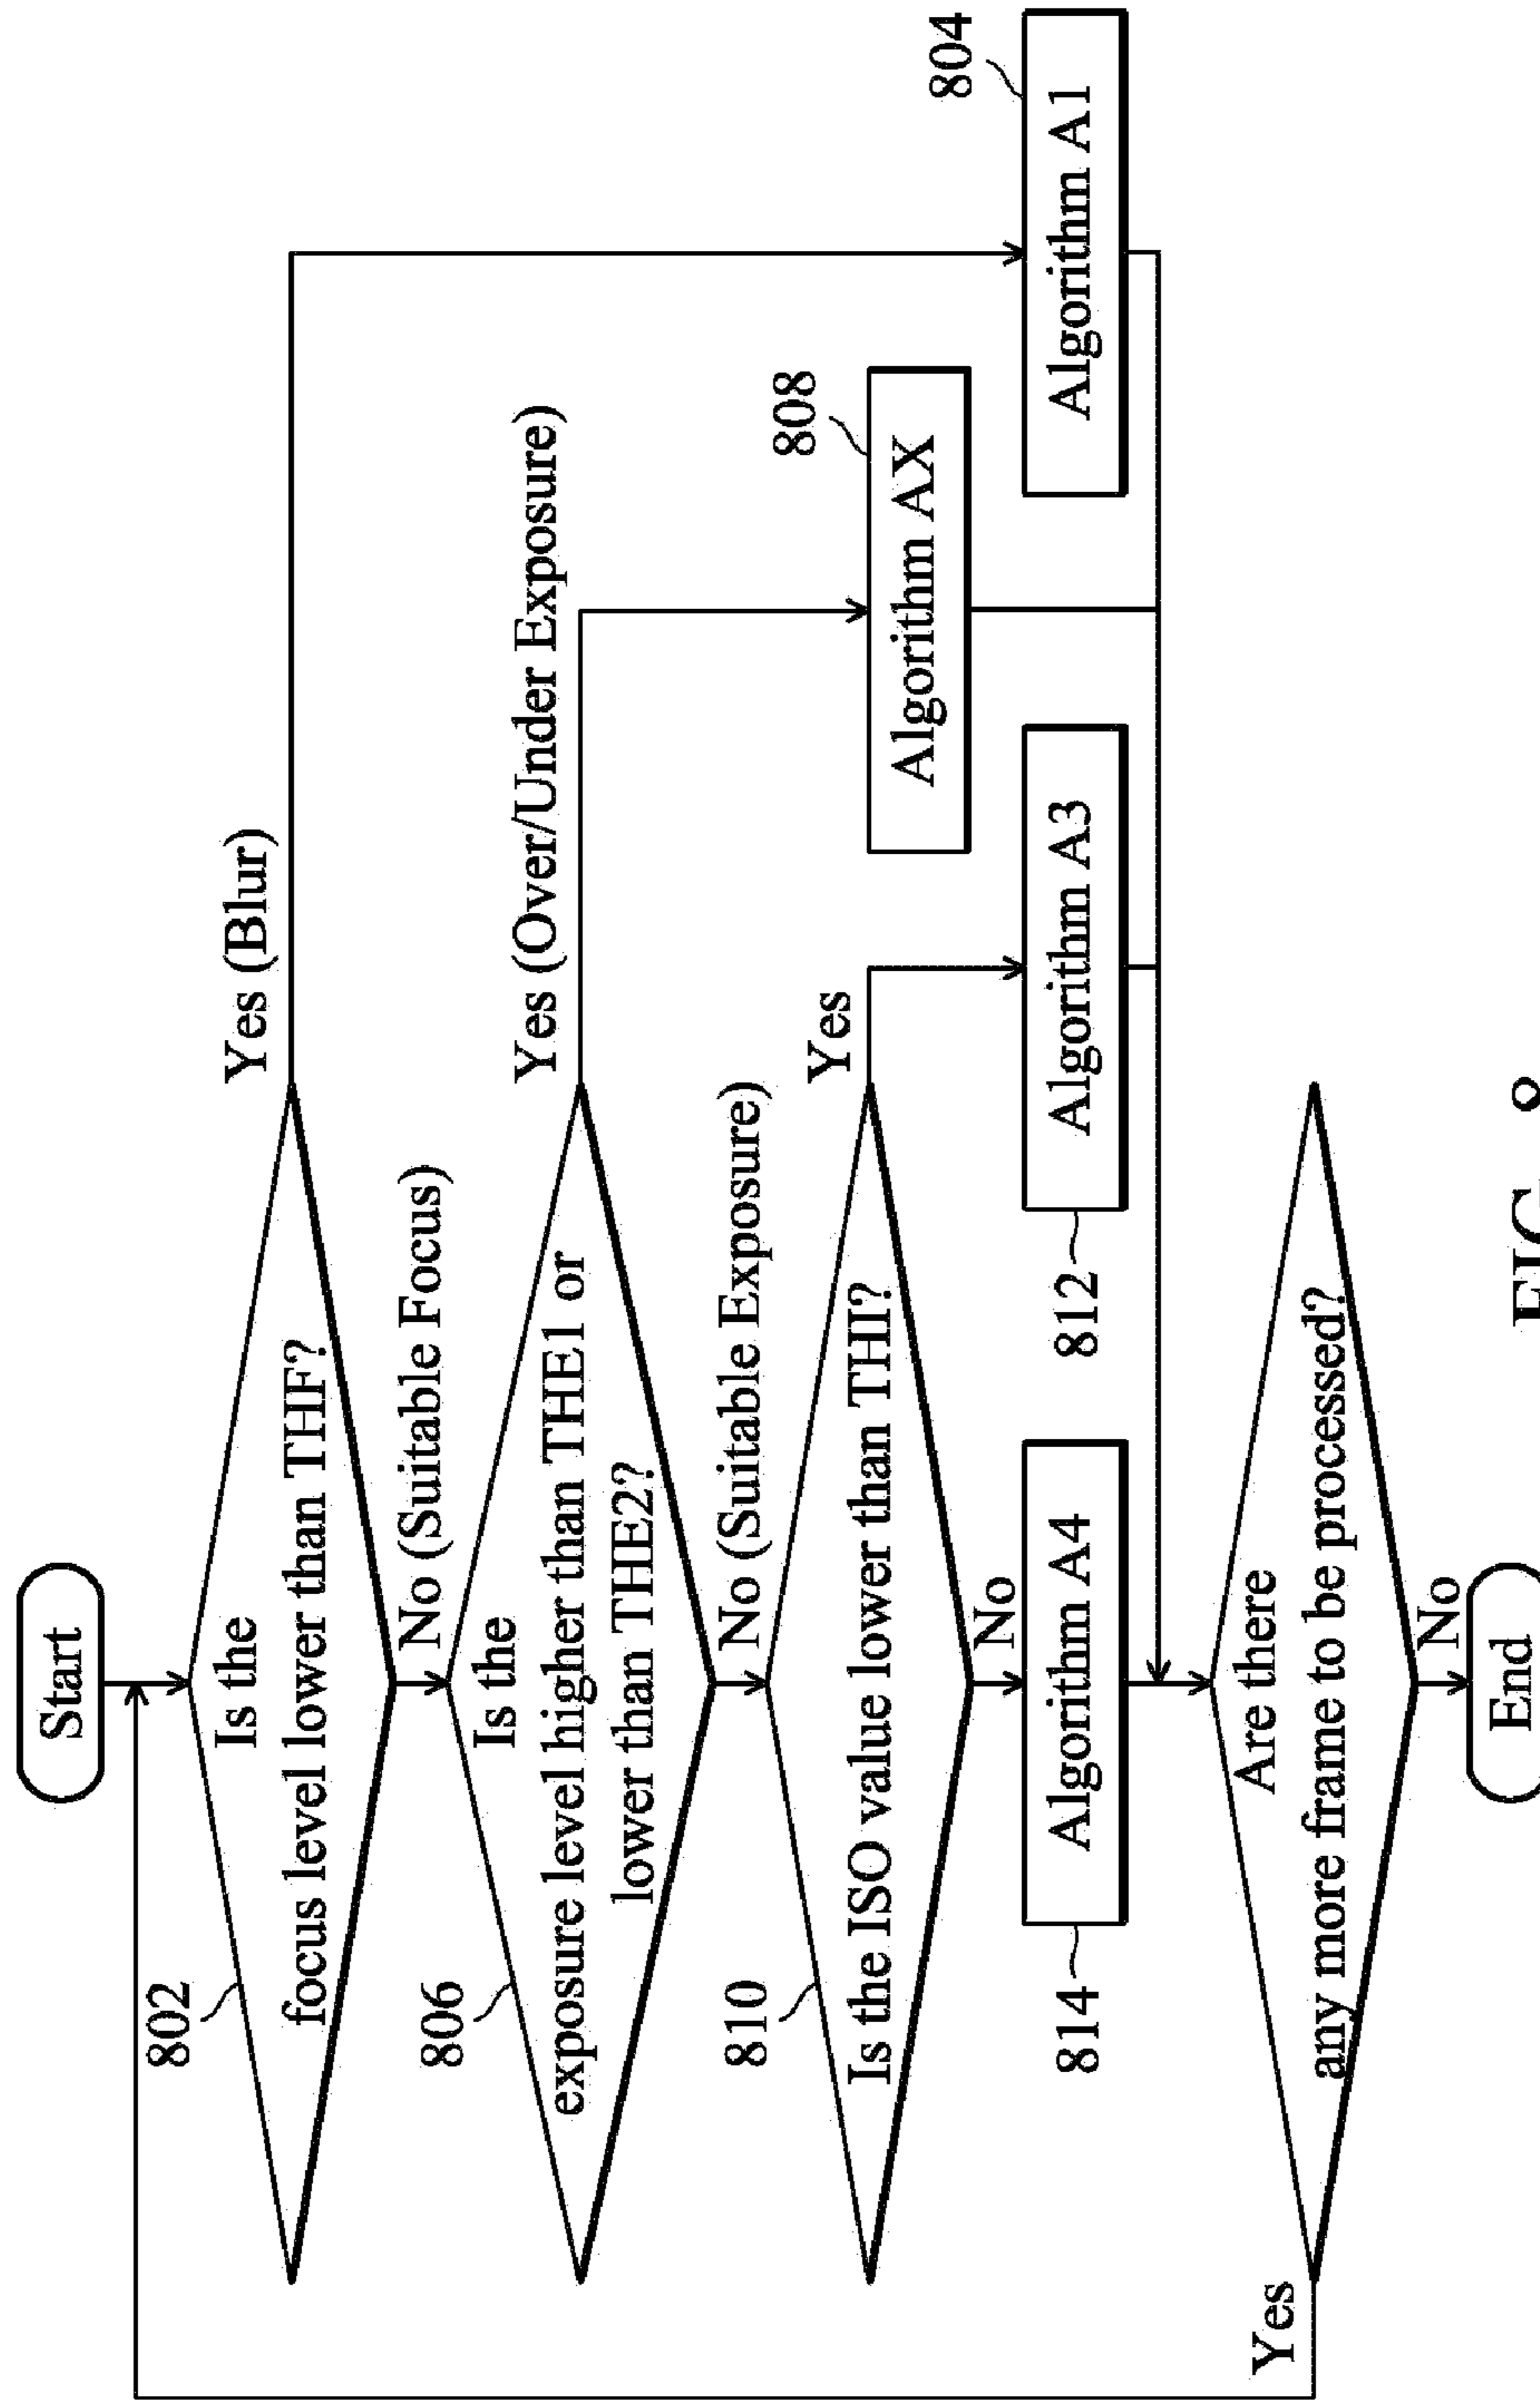 Start
802
Is the
focus level lower than THF?
Yes (Blur)
No (Suitable Focus)
806
Is the
exposure level higher than THE1 or
lower than THE2?
Yes (Over/Under Exposure)
No (Suitable Exposure)
810
Is the ISO value lower than THI?
Yes
No
808
Algorithm AX
814
Algorithm A4
812
Algorithm A3
804
Algorithm A1
Are there
any more frame to be processed?
Yes
No
End
FIG. 8